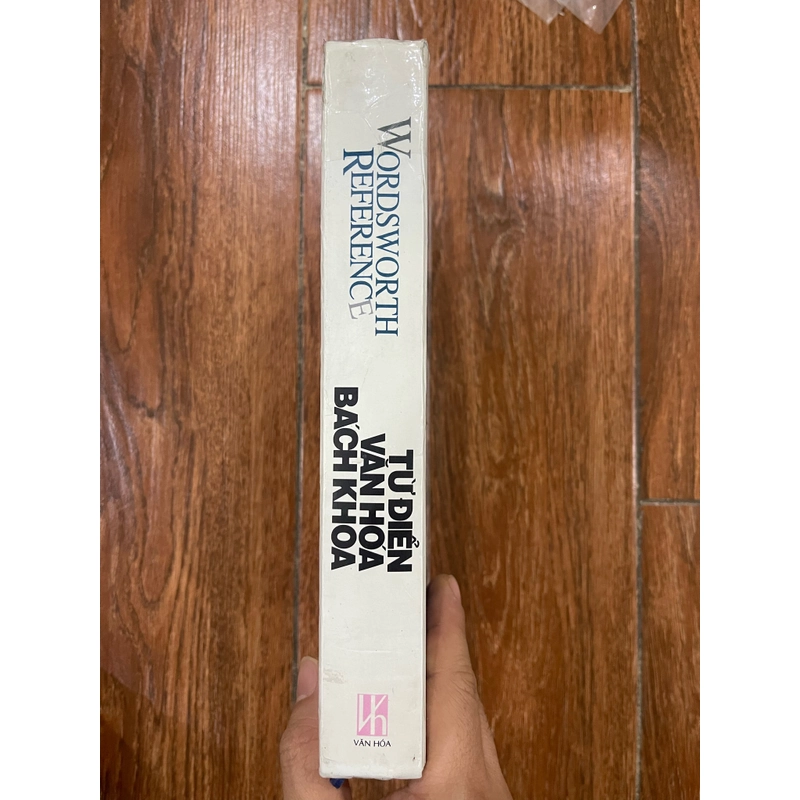 WORDSWORTH
REFERENCE
TỪ ĐIỂN
VĂN HÓA
BÁCH KHOA
VĂN HÓA